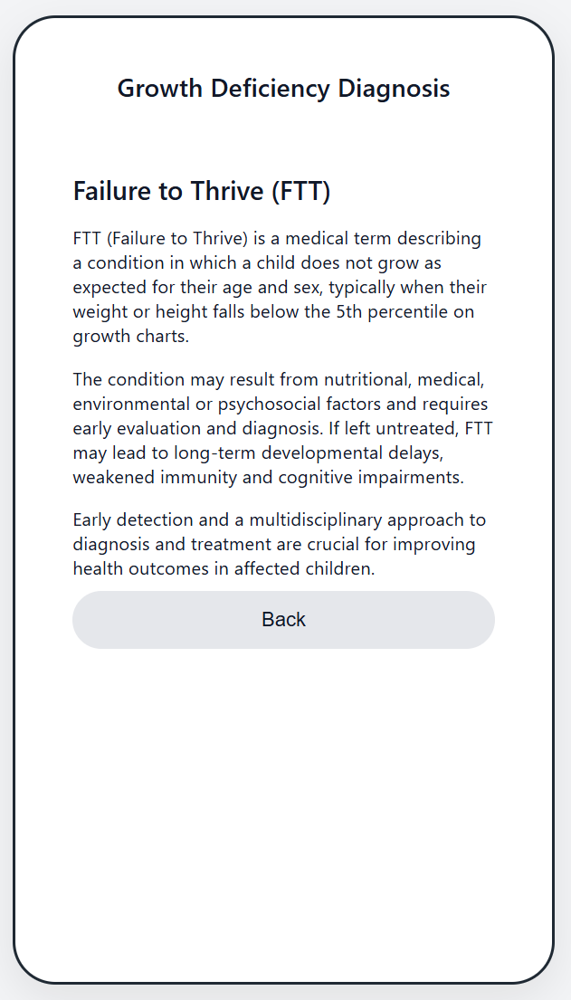 Growth Deficiency Diagnosis
Failure to Thrive (FTT)
FTT (Failure to Thrive) is a medical term describing
a condition in which a child does not grow as
expected for their age and sex, typically when their
weight or height falls below the 5th percentile on
growth charts.
The condition may result from nutritional, medical,
environmental or psychosocial factors and requires
early evaluation and diagnosis. If left untreated, FTT
may lead to long-term developmental delays,
weakened immunity and cognitive impairments.
Early detection and a multidisciplinary approach to
diagnosis and treatment are crucial for improving
health outcomes in affected children.
Back